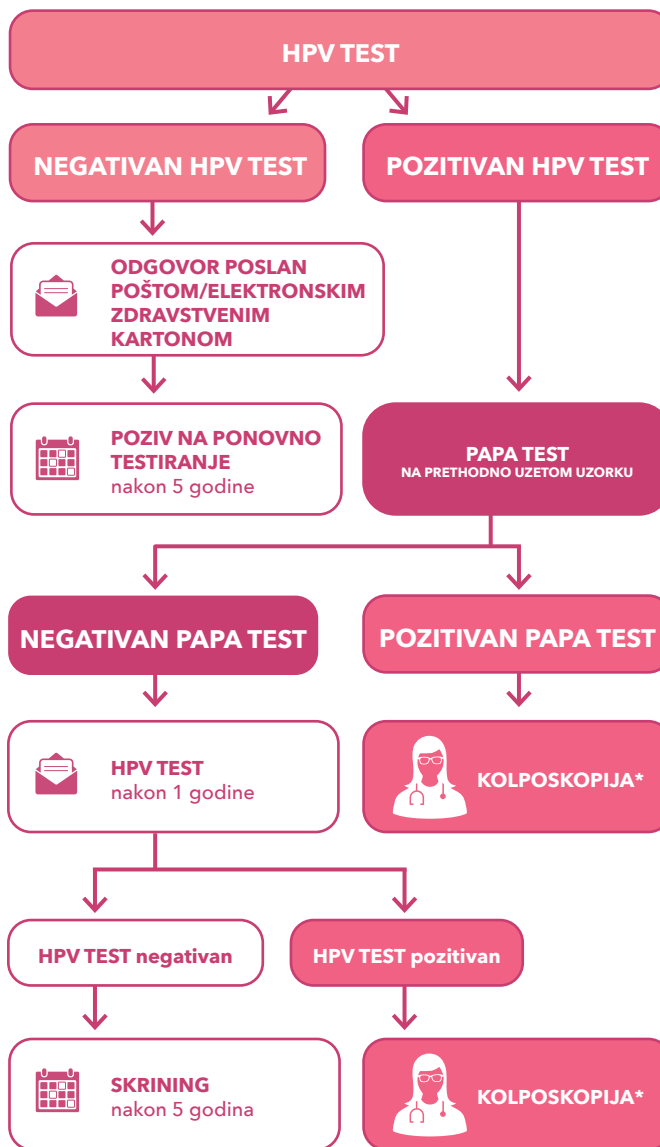 HPV TEST
NEGATIVAN HPV TEST
POZITIVAN HPV TEST
ODGOVOR POSLAN
POŠTOM/ELEKTRONSKIM
ZDRAVSTVENIM
KARTONOM
POZIV NA PONOVNO
TESTIRANJE
nakon 5 godine
PAPA TEST
NA PRETHODNO UZETOM UZORKU
NEGATIVAN PAPA TEST
POZITIVAN PAPA TEST
HPV TEST
nakon 1 godine
KOLPOSKOPIJA*
HPV TEST negativan
HPV TEST pozitivan
SKRINING
nakon 5 godina
KOLPOSKOPIJA*